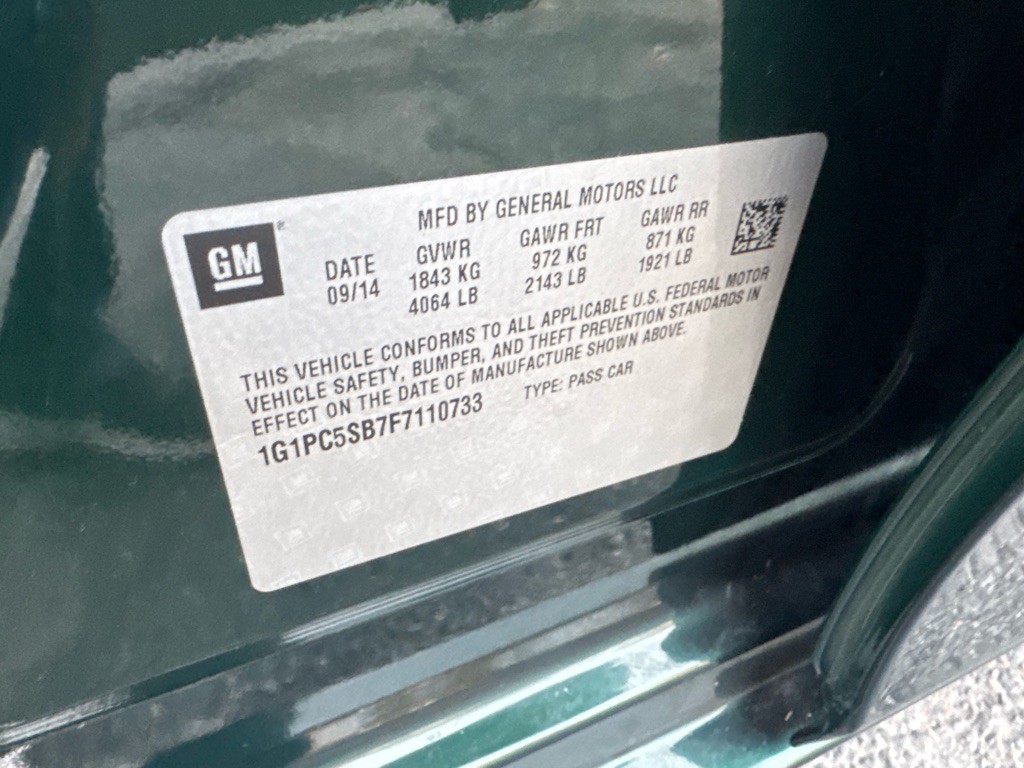 MFD BY GENERAL MOTORS LLC
GM
DATE GVWR GAWR FRT GAWR RR
09/14 1843 KG 972 KG 871 KG
4064 LB 2143 LB 1921 LB
THIS VEHICLE CONFORMS TO ALL APPLICABLE U.S. FEDERAL MOTOR
VEHICLE SAFETY, BUMPER, AND THEFT PREVENTION STANDARDS IN
EFFECT ON THE DATE OF MANUFACTURE SHOWN ABOVE.
1G1PC5SB7F7110733 TYPE: PASS CAR